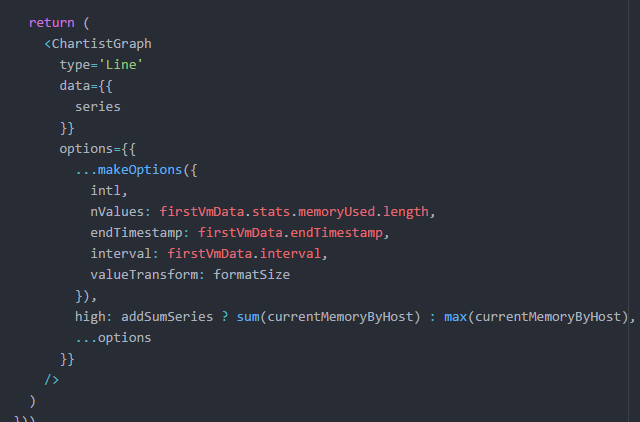 return (
<ChartistGraph
type='Line'
data={{
series
}}
options={{
...makeOptions({
intl,
nValues: firstVmData.stats.memoryUsed.length,
endTimestamp: firstVmData.endTimestamp,
interval: firstVmData.interval,
valueTransform: formatSize
}),
high: addSumSeries ? sum(currentMemoryByHost) : max(currentMemoryByHost),
...options
}}
/>
)
}))